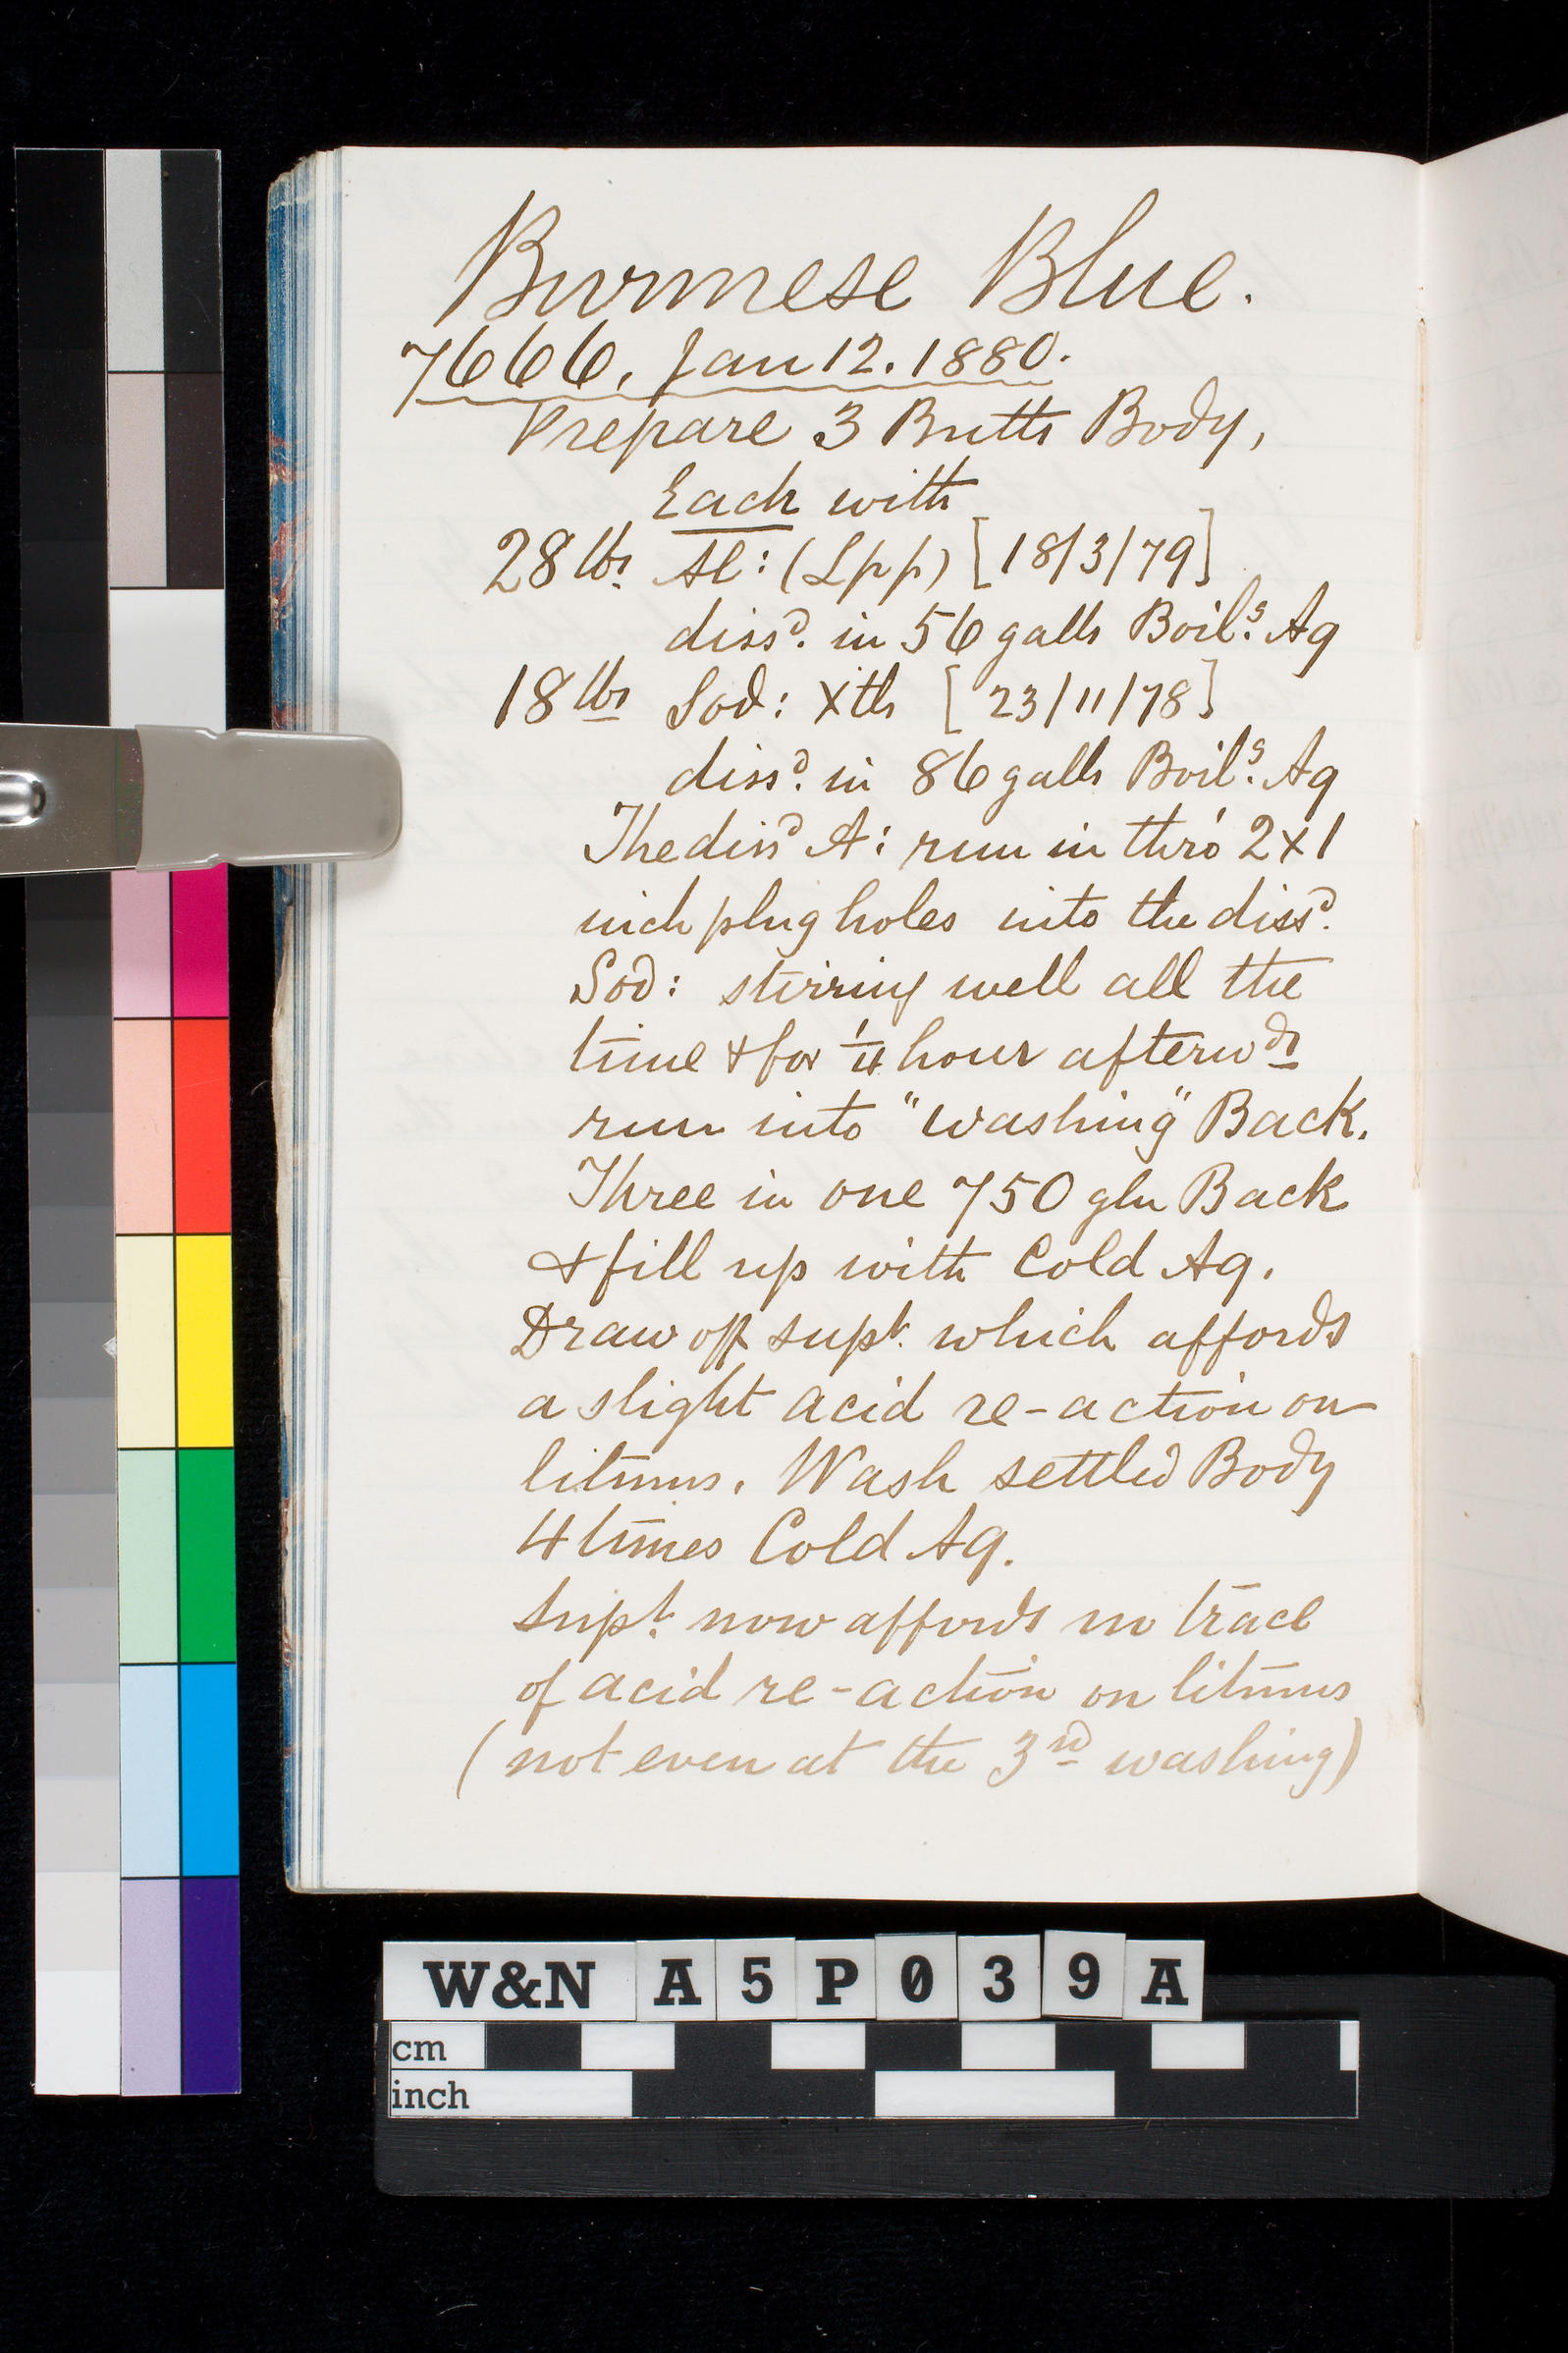 Burmese Blue.
7666, Jan 12. 1880.
Prepare 3 Butts Body,
Each with
28 lbs. Al: (Lpp) [18/3/79]
dissd. in 56 galls Boilg. Aq
18 lbs Sod: Xtls [23/11/78]
dissd. in 86 galls Boilg. Aq
The dissd A: run in thro' 2 x 1
inch plug holes into the dissd.
Sod: stirring well all the
time & for 1/4 hour afterwds
run into "washing" Back.
Three in one 750 gln Back
& fill up with Cold Aq.
Draw off supt. which affords
a slight acid re-action on
litmus. Wash settled Body
4 times Cold Aq.
Supt. now affords no trace
of acid re-action on litmus
(not even at the 3rd washing)
W&N A5P039A
cm
inch